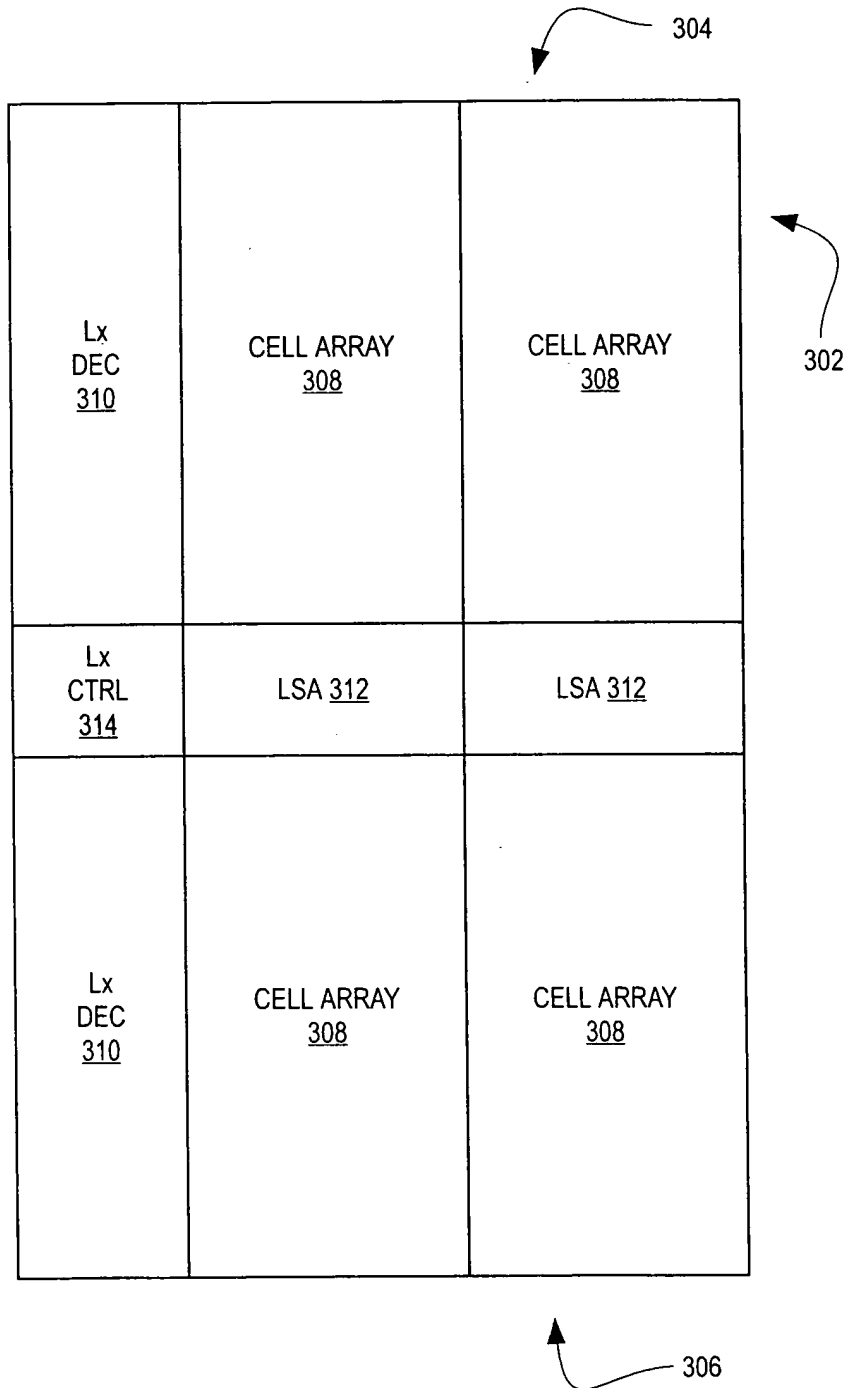 304
302
Lx
DEC
310
CELL ARRAY
308
CELL ARRAY
308
Lx
CTRL
314
LSA 312
LSA 312
Lx
DEC
310
CELL ARRAY
308
CELL ARRAY
308
306